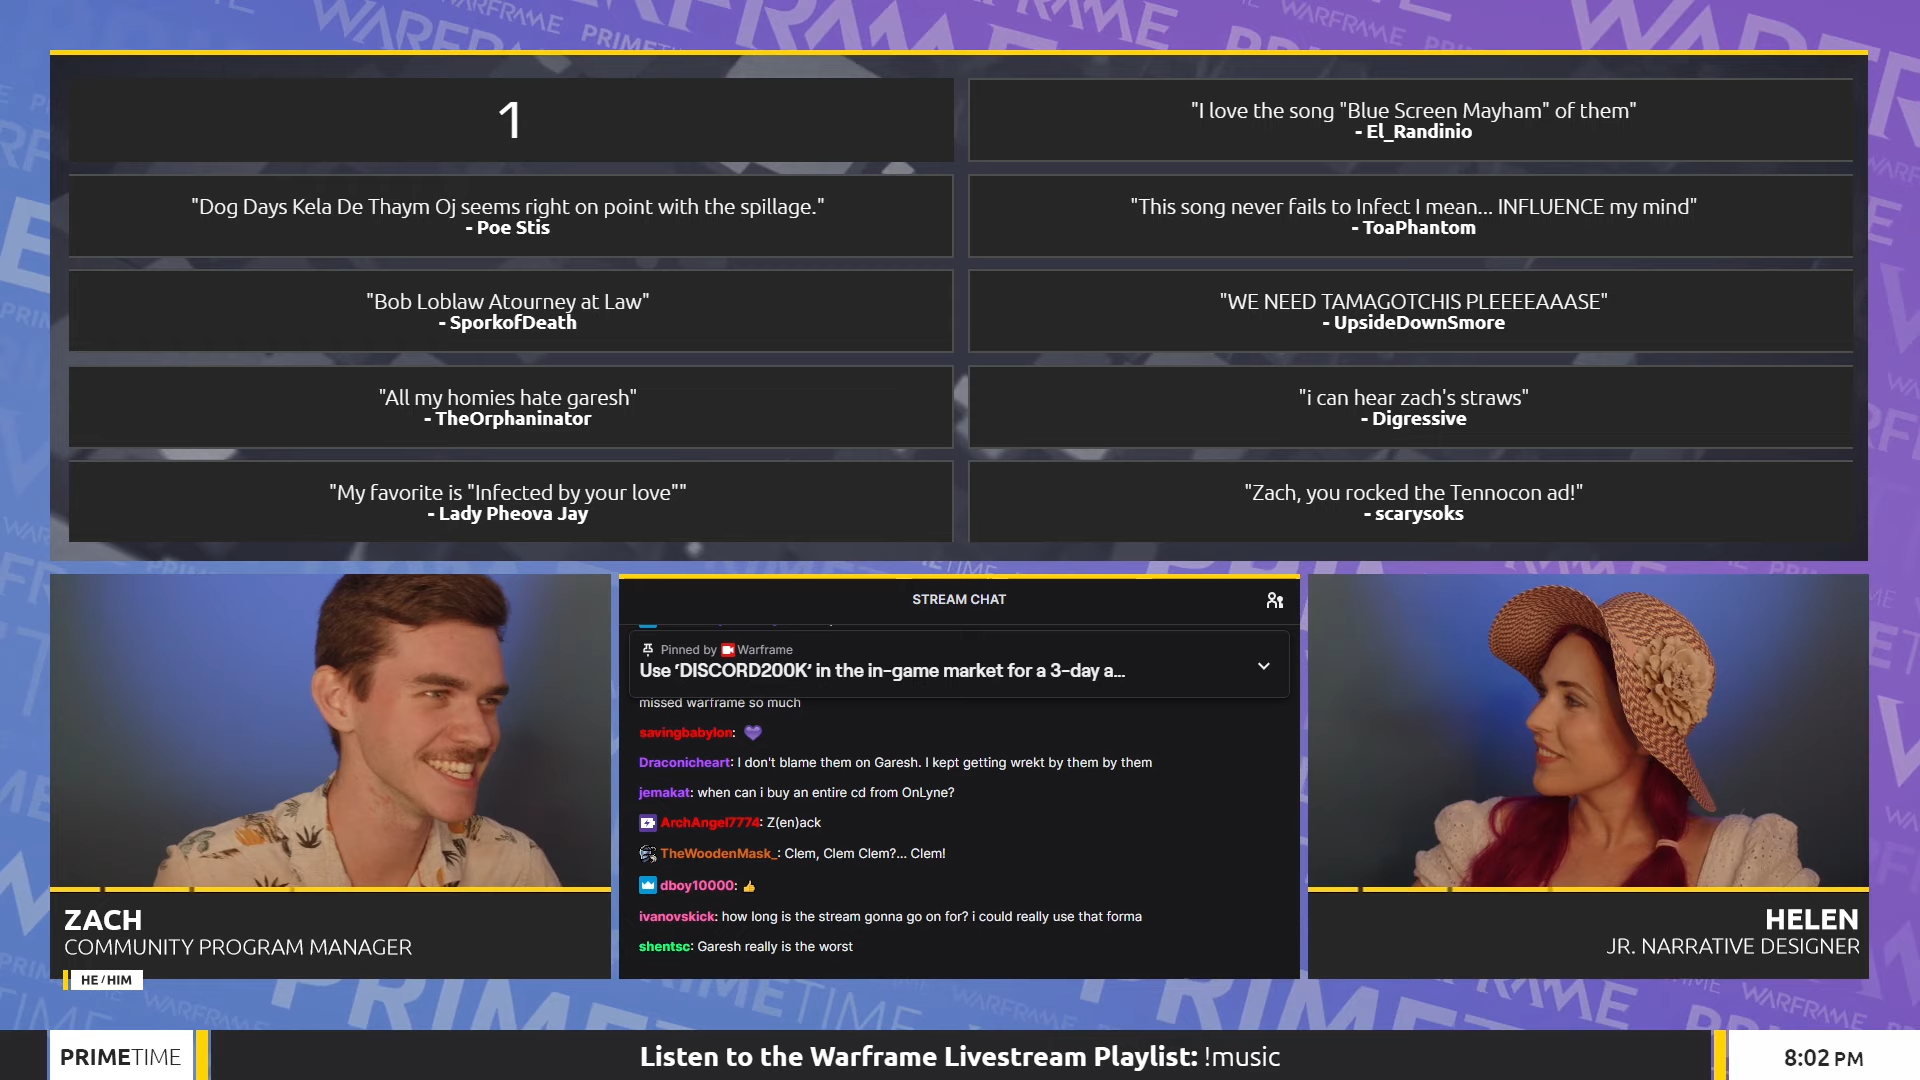 1
"I love the song "Blue Screen Mayham" of them"
- El_Randinio
"Dog Days Kela De Thaym Oj seems right on point with the spillage."
- Poe Stis
"This song never fails to Infect I mean... INFLUENCE my mind"
- ToaPhantom
"Bob Loblaw Atourney at Law"
- SporkofDeath
"WE NEED TAMAGOTCHIS PLEEEEAAASE"
- UpsideDownSmore
"All my homies hate garesh"
- TheOrphaninator
"i can hear zach's straws"
- Digressive
"My favorite is "Infected by your love""
- Lady Pheova Jay
"Zach, you rocked the Tennocon ad!"
- scarysoks
STREAM CHAT
Pinned by Warframe
Use ‘DISCORD200K’ in the in-game market for a 3-day a...
missed warframe so much
savingbabylon: 💜
Draconicheart: I don't blame them on Garesh. I kept getting wrekt by them by them
jemakat: when can i buy an entire cd from OnLyne?
ArchAngel7774: Z(en)ack
TheWoodenMask_: Clem, Clem Clem?... Clem!
dboy10000: 👍
ivanovskick: how long is the stream gonna go on for? i could really use that forma
shentsc: Garesh really is the worst
ZACH
COMMUNITY PROGRAM MANAGER
HE/HIM
HELEN
JR. NARRATIVE DESIGNER
PRIMETIME
Listen to the Warframe Livestream Playlist: !music
8:02 PM
WARFRAME
PRIMETIME